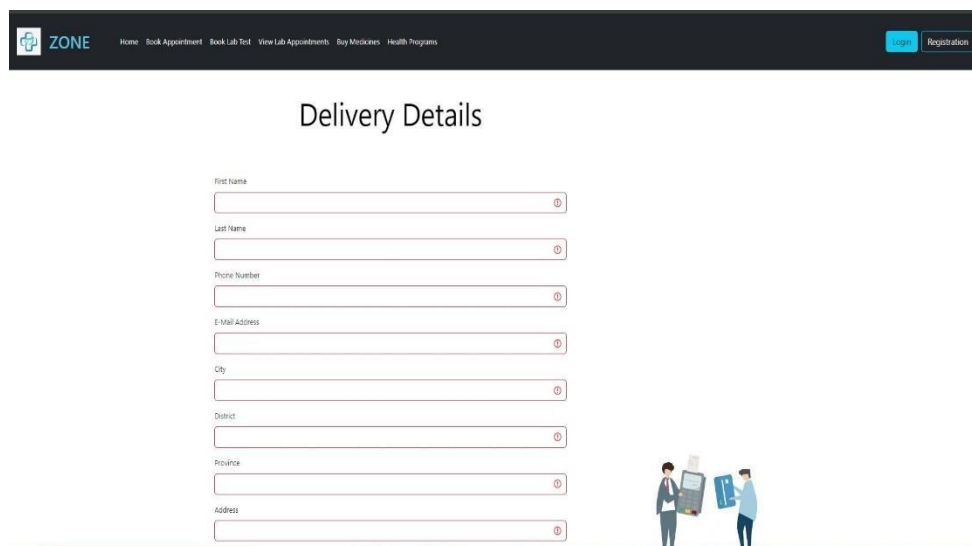 ZONE Home Book Appointment Book Lab Test View Lab Appointments Buy Medicines Health Programs Login Registration
Delivery Details
First Name
Last Name
Phone Number
E-Mail Address
City
District
Province
Address